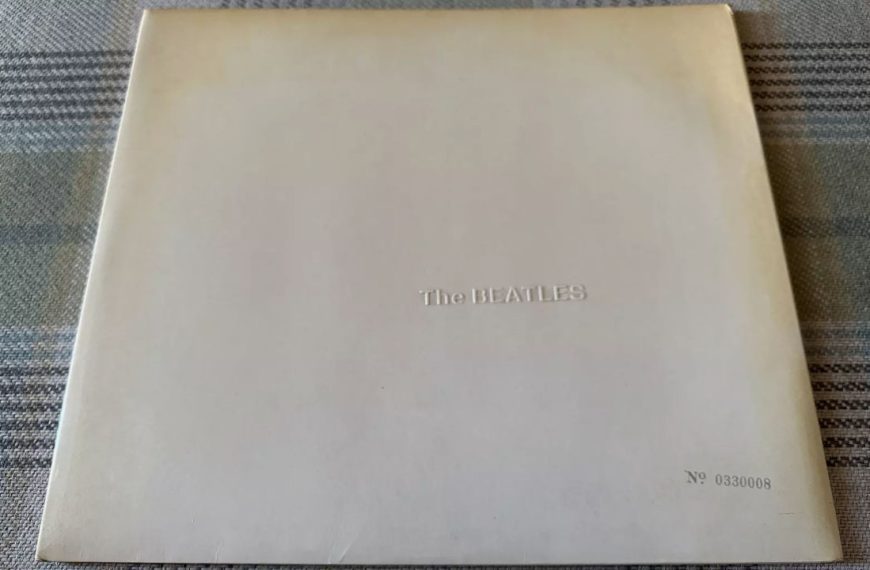 The BEATLES
Nº 0330008